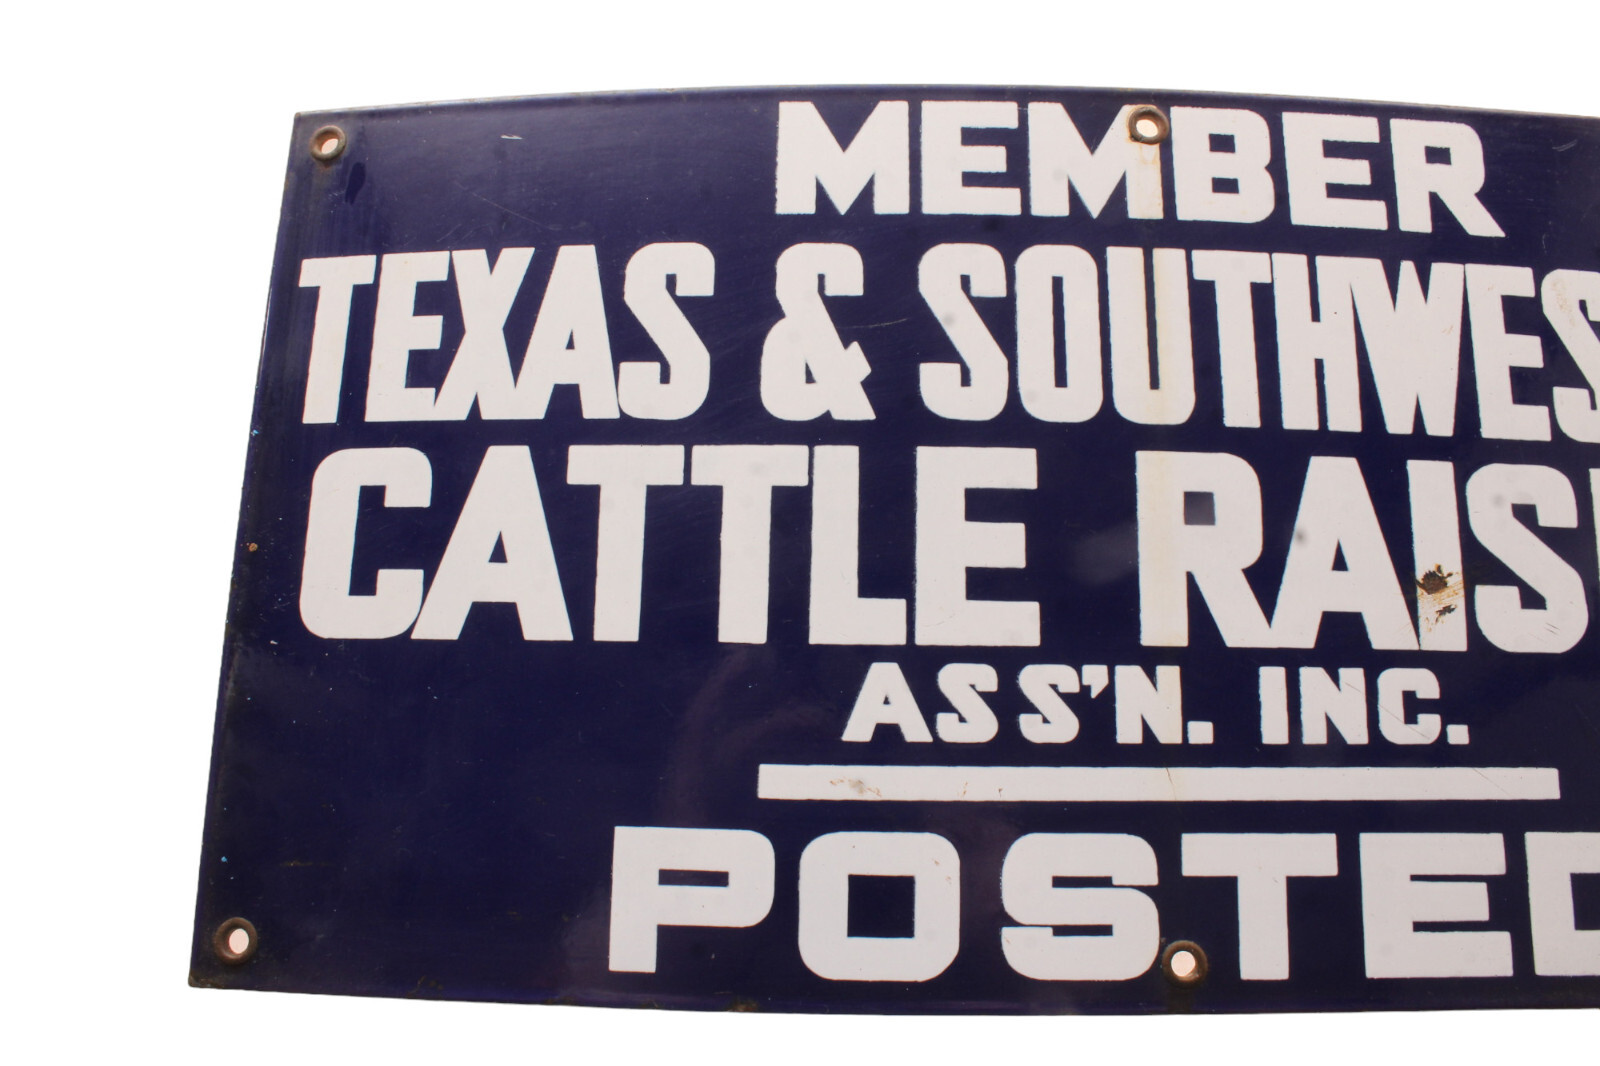 MEMBER
TEXAS & SOUTHWES
CATTLE RAIS
ASS'N. INC.
POSTED